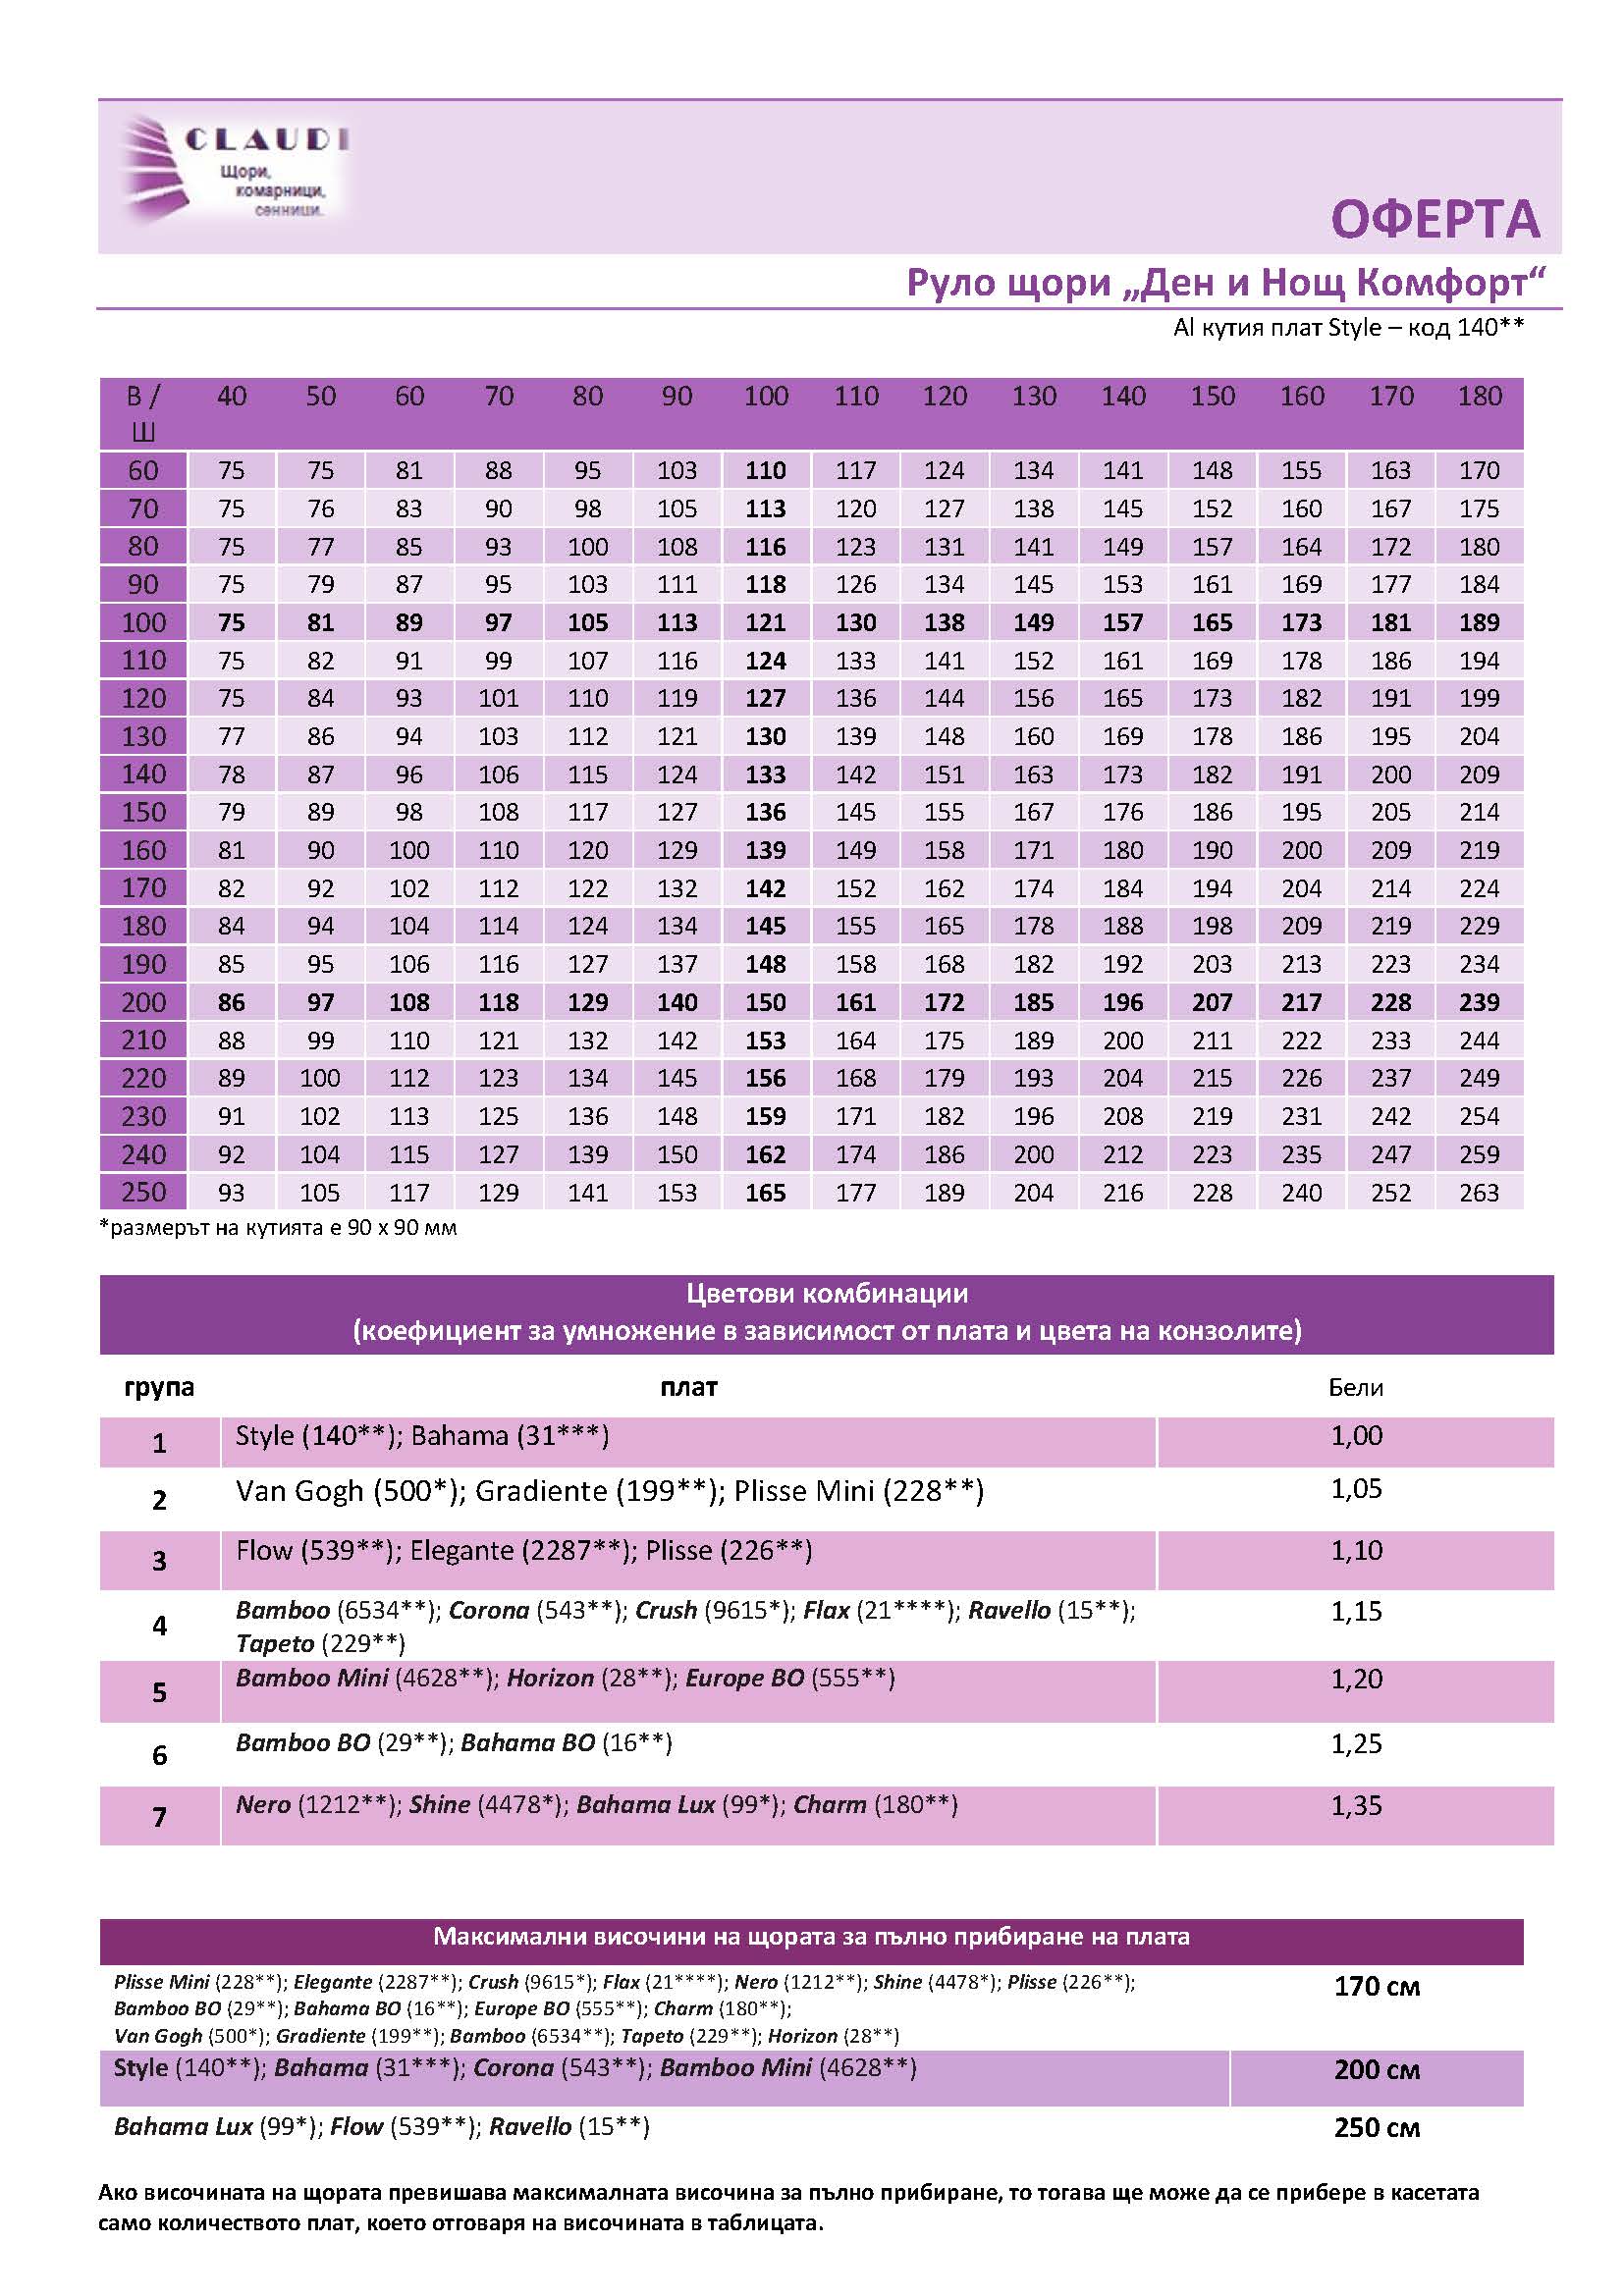 CLAUDI
Щори,
комарници,
сенници.
ОФЕРТА
Руло щори „Ден и Нощ Комфорт“
Al кутия плат Style – код 140**
В / 40 50 60 70 80 90 100 110 120 130 140 150 160 170 180
Ш
60 75 75 81 88 95 103 110 117 124 134 141 148 155 163 170
70 75 76 83 90 98 105 113 120 127 138 145 152 160 167 175
80 75 77 85 93 100 108 116 123 131 141 149 157 164 172 180
90 75 79 87 95 103 111 118 126 134 145 153 161 169 177 184
100 75 81 89 97 105 113 121 130 138 149 157 165 173 181 189
110 75 82 91 99 107 116 124 133 141 152 161 169 178 186 194
120 75 84 93 101 110 119 127 136 144 156 165 173 182 191 199
130 77 86 94 103 112 121 130 139 148 160 169 178 186 195 204
140 78 87 96 106 115 124 133 142 151 163 173 182 191 200 209
150 79 89 98 108 117 127 136 145 155 167 176 186 195 205 214
160 81 90 100 110 120 129 139 149 158 171 180 190 200 209 219
170 82 92 102 112 122 132 142 152 162 174 184 194 204 214 224
180 84 94 104 114 124 134 145 155 165 178 188 198 209 219 229
190 85 95 106 116 127 137 148 158 168 182 192 203 213 223 234
200 86 97 108 118 129 140 150 161 172 185 196 207 217 228 239
210 88 99 110 121 132 142 153 164 175 189 200 211 222 233 244
220 89 100 112 123 134 145 156 168 179 193 204 215 226 237 249
230 91 102 113 125 136 148 159 171 182 196 208 219 231 242 254
240 92 104 115 127 139 150 162 174 186 200 212 223 235 247 259
250 93 105 117 129 141 153 165 177 189 204 216 228 240 252 263
*размерът на кутията е 90 х 90 мм
Цветови комбинации
(коефициент за умножение в зависимост от плата и цвета на конзолите)
група плат Бели
1 Style (140**); Bahama (31***) 1,00
2 Van Gogh (500*); Gradiente (199**); Plisse Mini (228**) 1,05
3 Flow (539**); Elegante (2287**); Plisse (226**) 1,10
4 Bamboo (6534**); Corona (543**); Crush (9615*); Flax (21****); Ravello (15**); 1,15
Tapeto (229**)
5 Bamboo Mini (4628**); Horizon (28**); Europe BO (555**) 1,20
6 Bamboo BO (29**); Bahama BO (16**) 1,25
7 Nero (1212**); Shine (4478*); Bahama Lux (99*); Charm (180**) 1,35
Максимални височини на щората за пълно прибиране на плата
Plisse Mini (228**); Elegante (2287**); Crush (9615*); Flax (21****); Nero (1212**); Shine (4478*); Plisse (226**); 170 см
Bamboo BO (29**); Bahama BO (16**); Europe BO (555**); Charm (180**);
Van Gogh (500*); Gradiente (199**); Bamboo (6534**); Tapeto (229**); Horizon (28**)
Style (140**); Bahama (31***); Corona (543**); Bamboo Mini (4628**) 200 см
Bahama Lux (99*); Flow (539**); Ravello (15**) 250 см
Ако височината на щората превишава максималната височина за пълно прибиране, то тогава ще може да се прибере в касетата
само количеството плат, което отговаря на височината в таблицата.